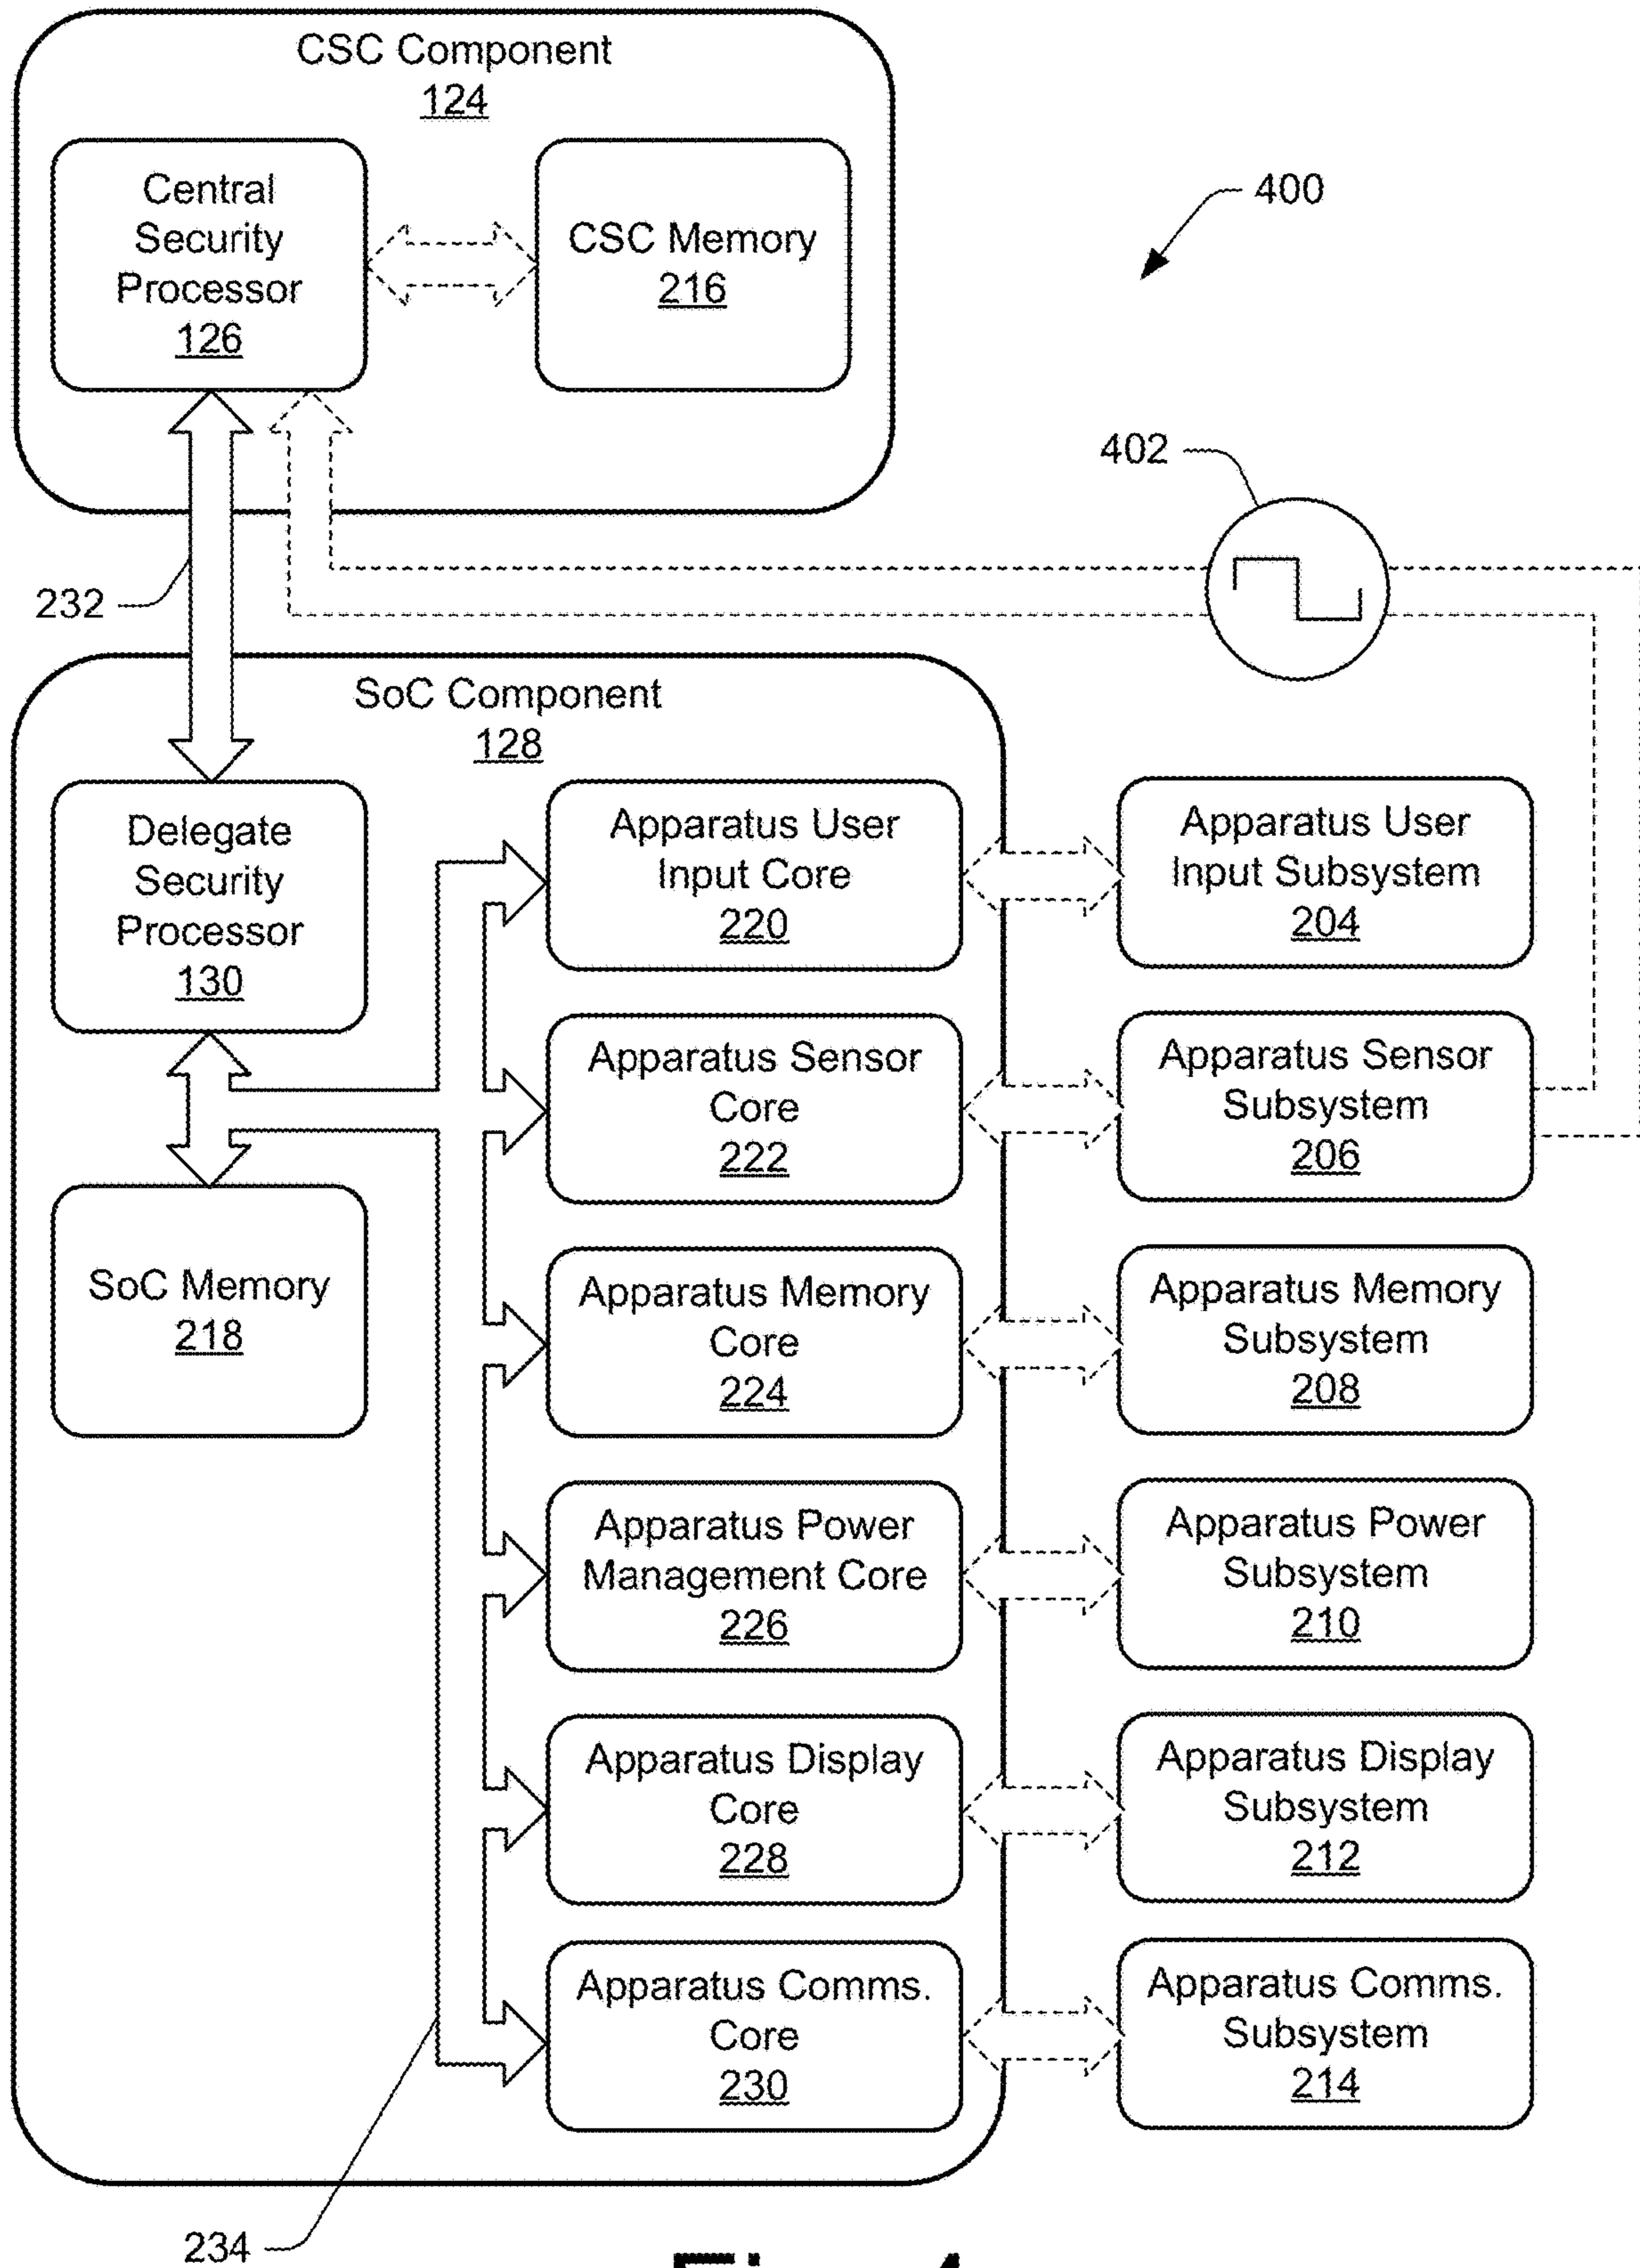 CSC Component
124
Central
Security
Processor
126
CSC Memory
216
400
402
232
SoC Component
128
Delegate
Security
Processor
130
SoC Memory
218
Apparatus User
Input Core
220
Apparatus User
Input Subsystem
204
Apparatus Sensor
Core
222
Apparatus Sensor
Subsystem
206
Apparatus Memory
Core
224
Apparatus Memory
Subsystem
208
Apparatus Power
Management Core
226
Apparatus Power
Subsystem
210
Apparatus Display
Core
228
Apparatus Display
Subsystem
212
Apparatus Comms.
Core
230
Apparatus Comms.
Subsystem
214
234